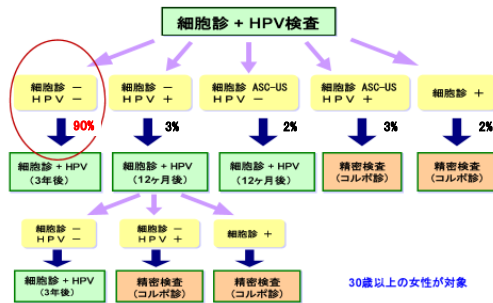 細胞診 + HPV検査
細胞診 −
HPV −
細胞診 −
HPV +
細胞診 ASC-US
HPV −
細胞診 ASC-US
HPV +
細胞診 +
90%
3%
2%
3%
2%
細胞診 + HPV
(3年後)
細胞診 + HPV
(12ヶ月後)
細胞診 + HPV
(12ヶ月後)
精密検査
(コルポ診)
精密検査
(コルポ診)
細胞診 −
HPV −
細胞診 −
HPV +
細胞診 +
細胞診 + HPV
(3年後)
精密検査
(コルポ診)
精密検査
(コルポ診)
30歳以上の女性が対象